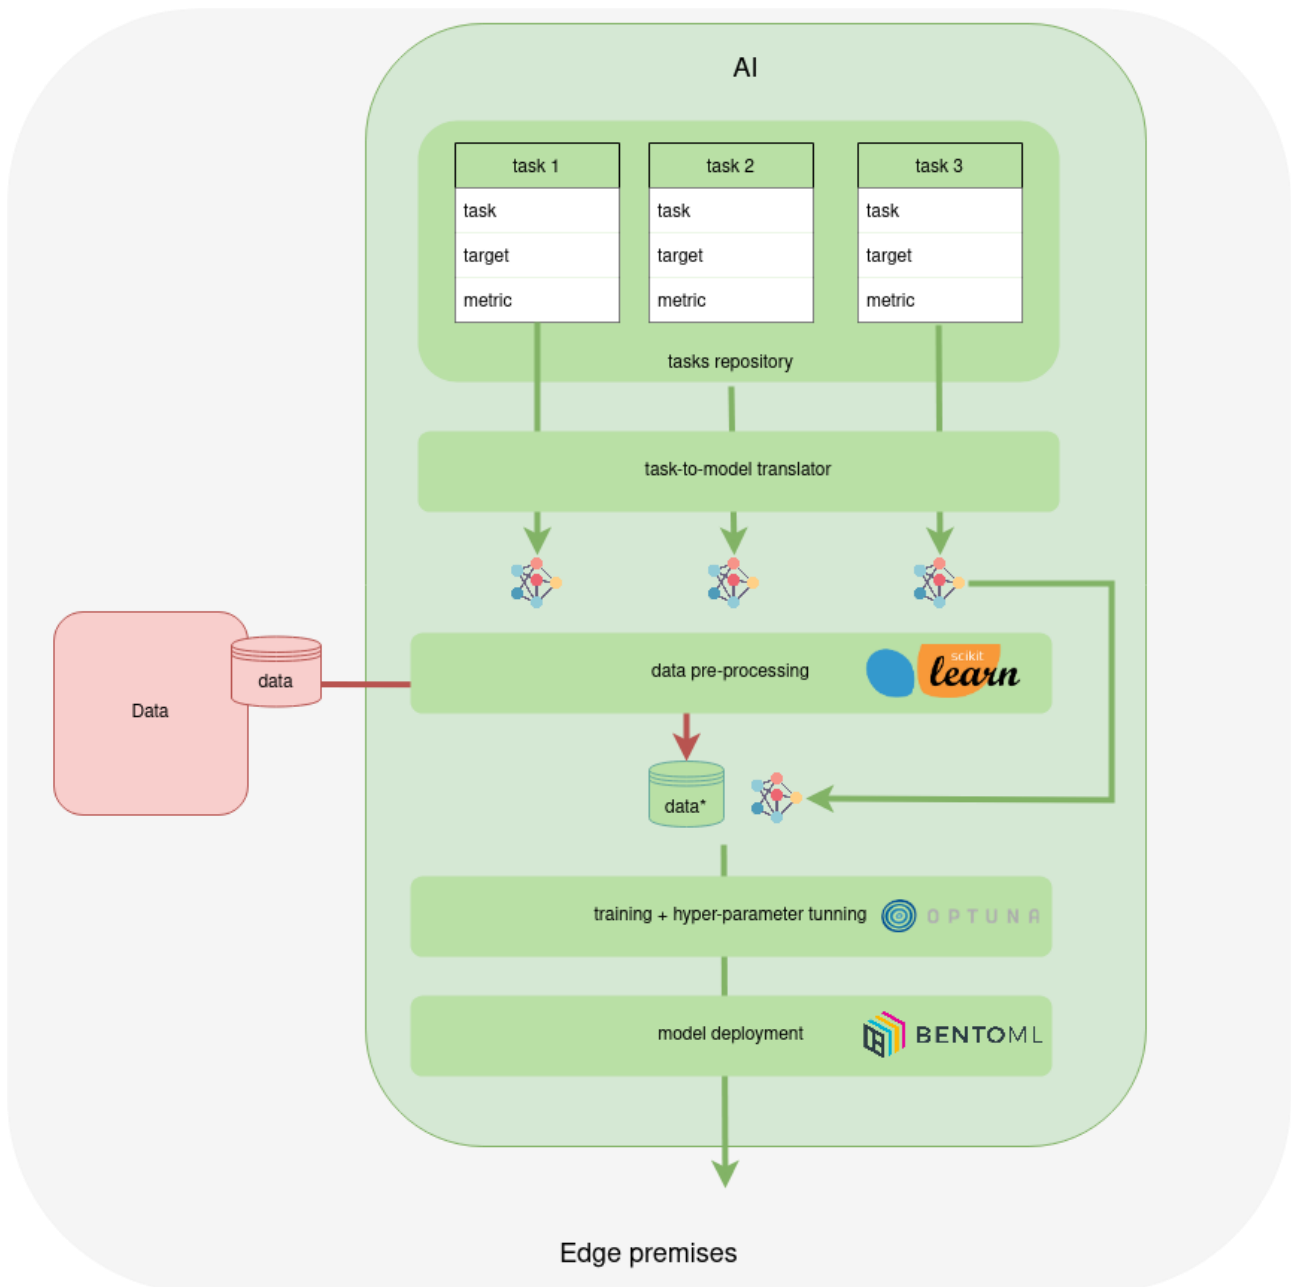 AI
task 1
task
target
metric
task 2
task
target
metric
task 3
task
target
metric
tasks repository
task-to-model translator
Data
data
data pre-processing
scikit
learn
data*
training + hyper-parameter tunning
OPTUNA
model deployment
BENTOML
Edge premises